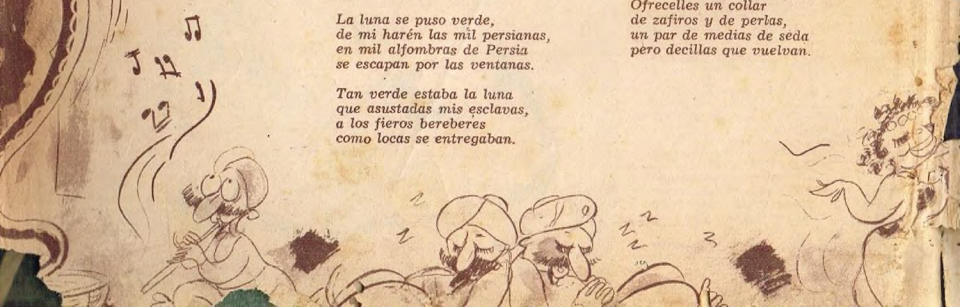 La luna se puso verde,
de mi harén las mil persianas,
en mil alfombras de Persia
se escapan por las ventanas.
Tan verde estaba la luna
que asustadas mis esclavas,
a los fieros bereberes
como locas se entregaban.
Ofrecelles un collar
de zafiros y de perlas,
un par de medias de seda
pero decillas que vuelvan.
z
z
z
z
z
z
z
z